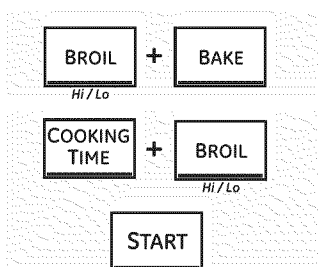 BROIL + BAKE
Hi / Lo
COOKING
TIME + BROIL
Hi / Lo
START